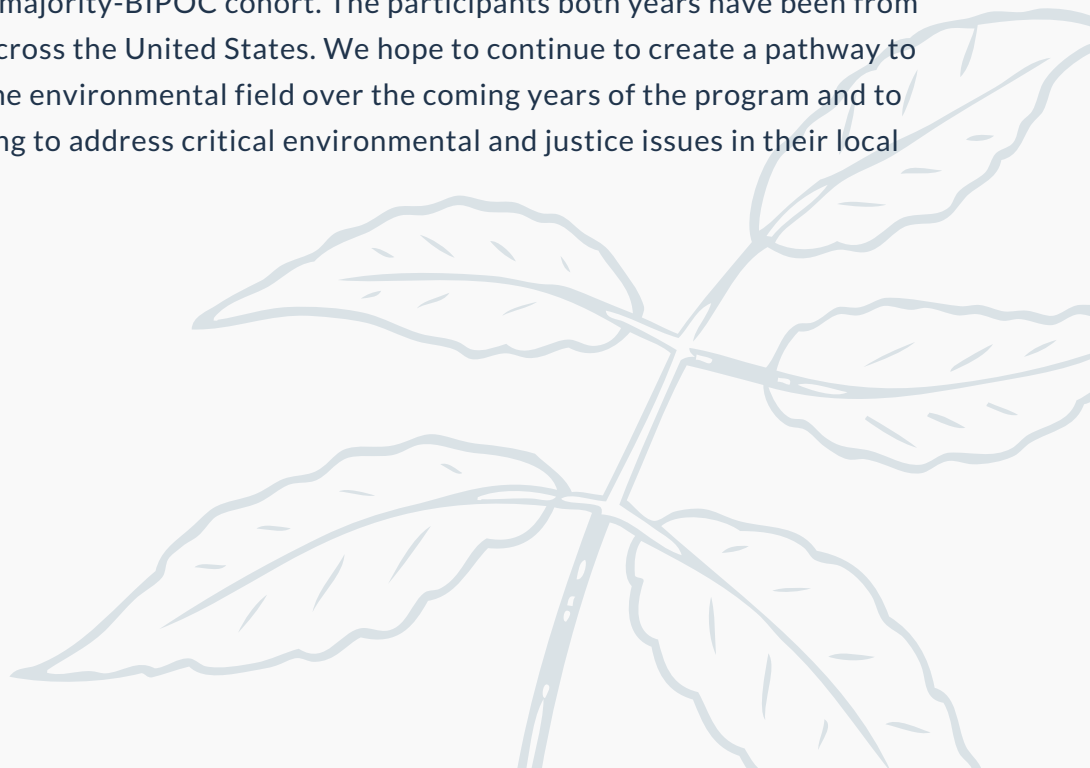 majority-BIPOC cohort. The participants both years have been from
across the United States. We hope to continue to create a pathway to
he environmental field over the coming years of the program and to
ng to address critical environmental and justice issues in their local